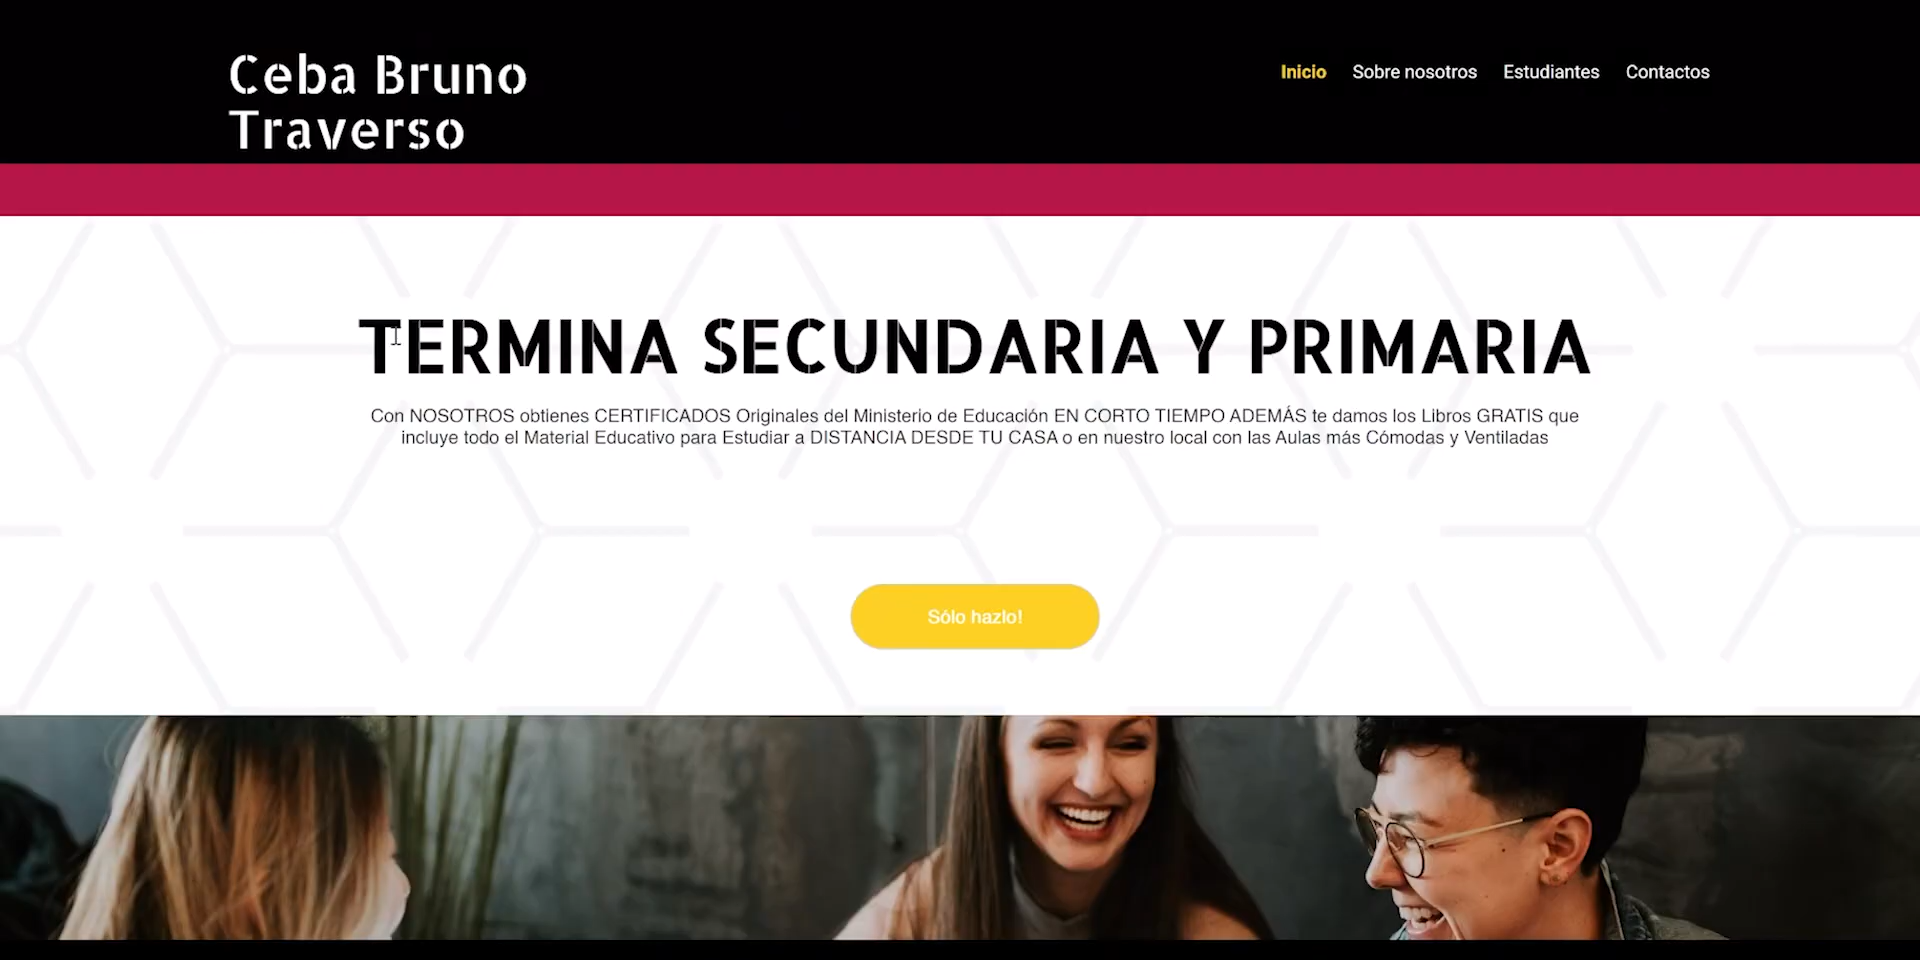 Ceba Bruno
Traverso
Inicio Sobre nosotros Estudiantes Contactos
TERMINA SECUNDARIA Y PRIMARIA
Con NOSOTROS obtienes CERTIFICADOS Originales del Ministerio de Educación EN CORTO TIEMPO ADEMÁS te damos los Libros GRATIS que
incluye todo el Material Educativo para Estudiar a DISTANCIA DESDE TU CASA o en nuestro local con las Aulas más Cómodas y Ventiladas
Sólo hazlo!